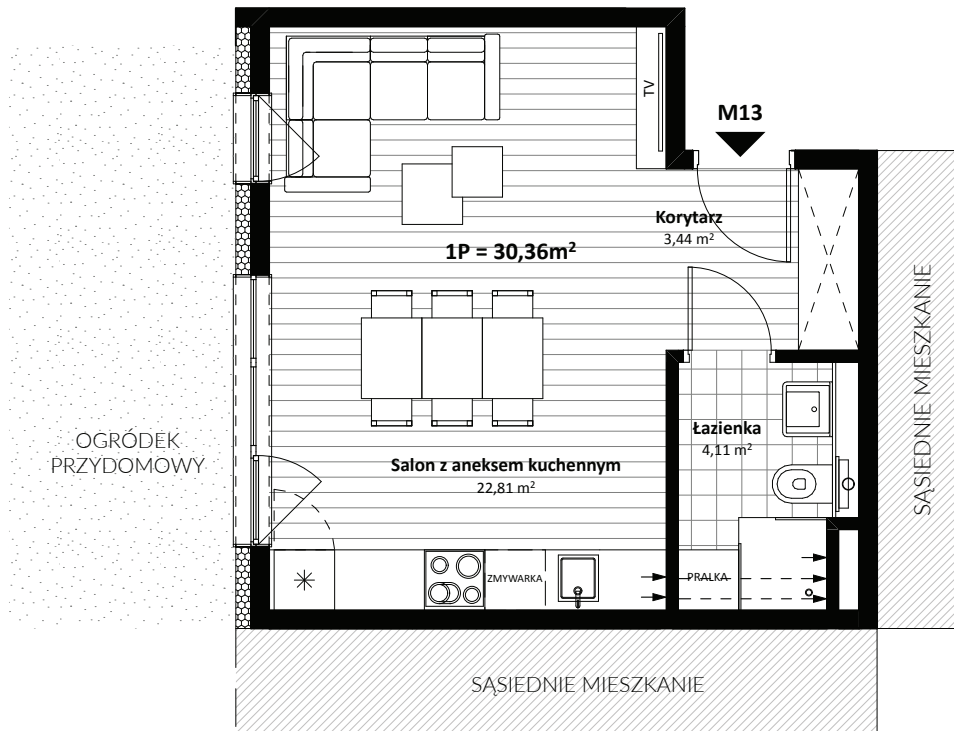 TV
M13
Korytarz
3,44 m²
1P = 30,36m²
SĄSIEDNIE MIESZKANIE
OGRÓDEK
PRZYDOMOWY
Łazienka
4,11 m²
Salon z aneksem kuchennym
22,81 m²
ZMYWARKA
PRALKA
SĄSIEDNIE MIESZKANIE